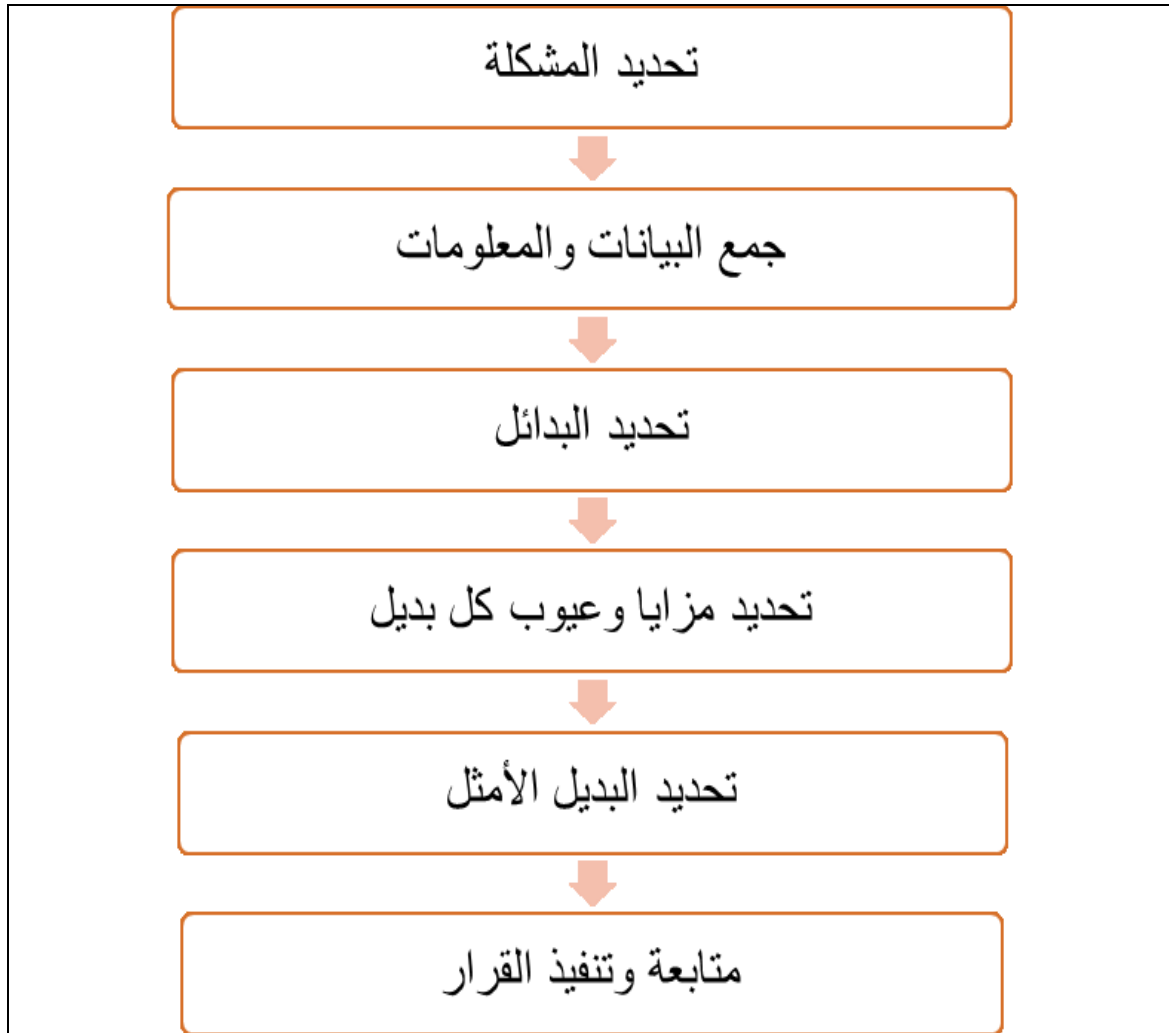 تحديد المشكلة
جمع البيانات والمعلومات
تحديد البدائل
تحديد مزايا وعيوب كل بديل
تحديد البديل الأمثل
متابعة وتنفيذ القرار